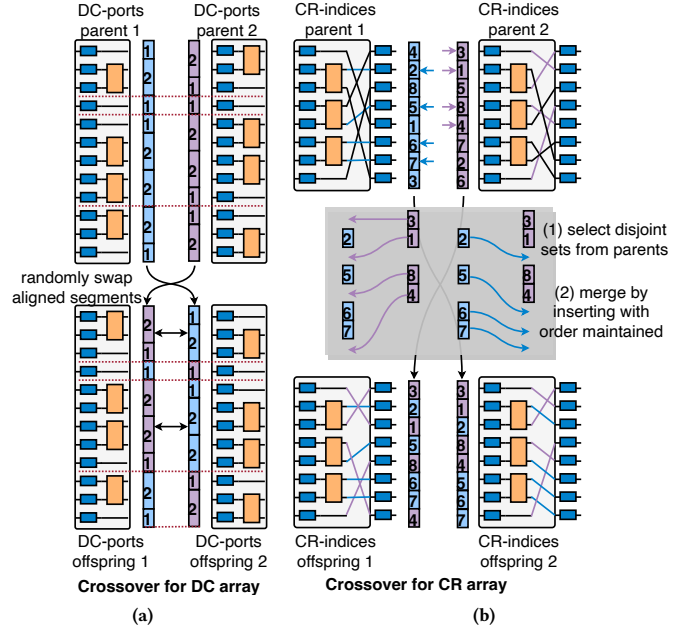 DC-ports
parent 1
DC-ports
parent 2
1
2
1
1
2
2
2
1
2
1
1
2
2
1
1
2
randomly swap
aligned segments
2
1
1
2
2
1
2
1
1
2
1
1
2
2
1
2
DC-ports
offspring 1
DC-ports
offspring 2
Crossover for DC array
(a)
CR-indices
parent 1
CR-indices
parent 2
4
2
8
5
1
6
7
3
3
1
5
8
4
7
2
6
2
5
6
7
3
1
8
4
2
5
6
7
3
1
8
4
(1) select disjoint
sets from parents
(2) merge by
inserting with
order maintained
3
2
1
5
8
6
7
4
3
1
2
8
4
5
6
7
CR-indices
offspring 1
CR-indices
offspring 2
Crossover for CR array
(b)